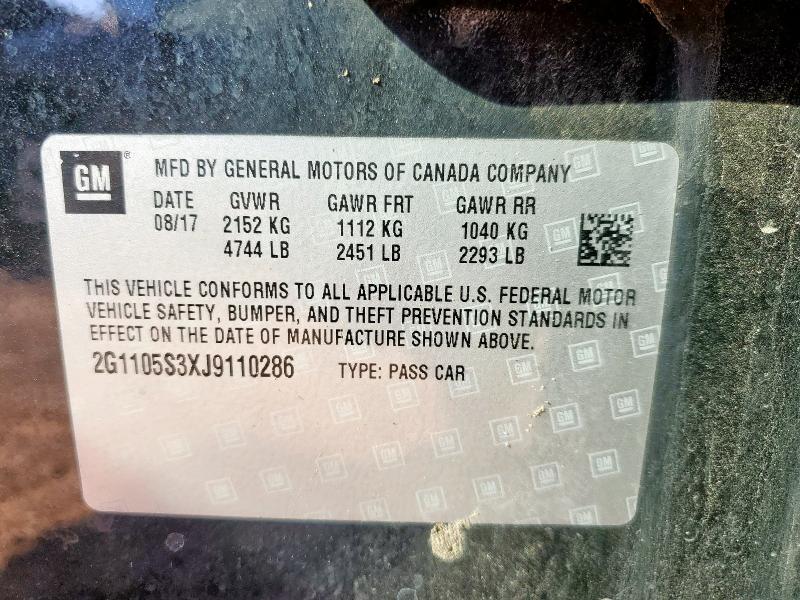 GM® MFD BY GENERAL MOTORS OF CANADA COMPANY
DATE GVWR GAWR FRT GAWR RR
08/17 2152 KG 1112 KG 1040 KG
4744 LB 2451 LB 2293 LB
THIS VEHICLE CONFORMS TO ALL APPLICABLE U.S. FEDERAL MOTOR
VEHICLE SAFETY, BUMPER, AND THEFT PREVENTION STANDARDS IN
EFFECT ON THE DATE OF MANUFACTURE SHOWN ABOVE.
2G1105S3XJ9110286 TYPE: PASS CAR